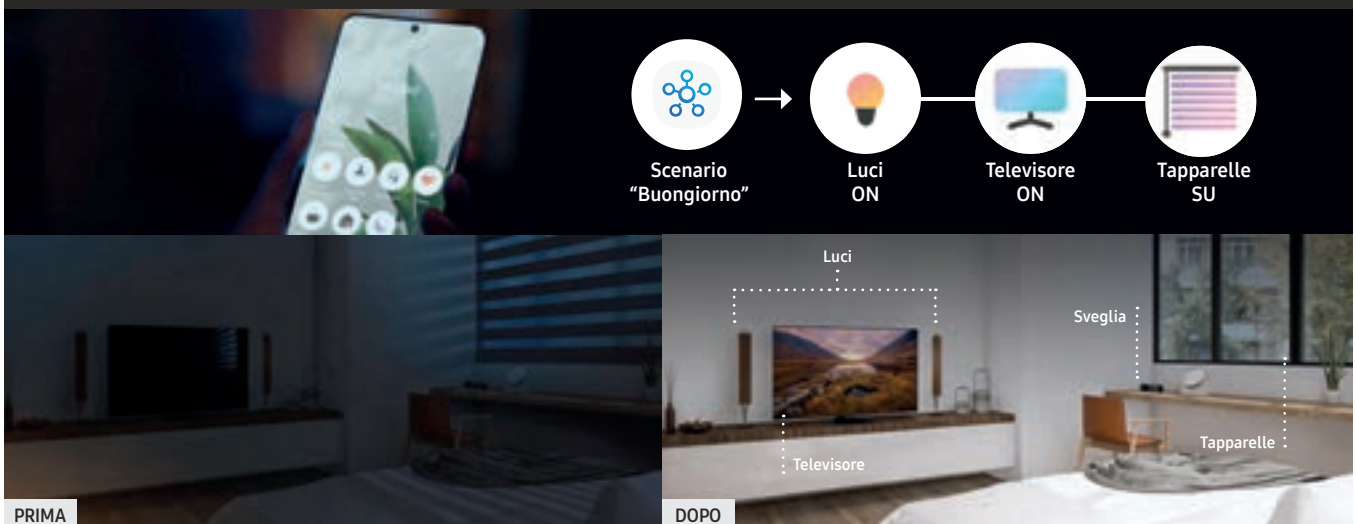 Scenario
“Buongiorno”
Luci
ON
Televisore
ON
Tapparelle
SU
Luci
Sveglia
Tapparelle
Televisore
PRIMA
DOPO